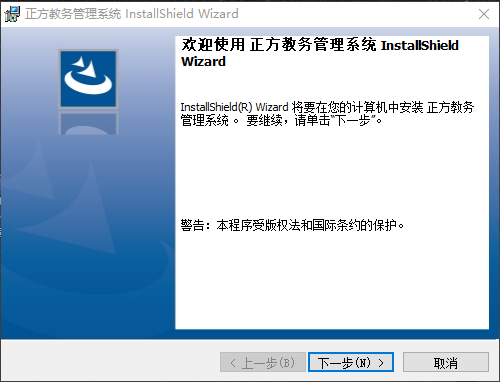 正方教务管理系统 InstallShield Wizard
欢迎使用 正方教务管理系统 InstallShield
Wizard
InstallShield(R) Wizard 将要在您的计算机中安装 正方教务
管理系统 。 要继续，请单击“下一步”。
警告：本程序受版权法和国际条约的保护。
< 上一步(B)
下一步(N) >
取消